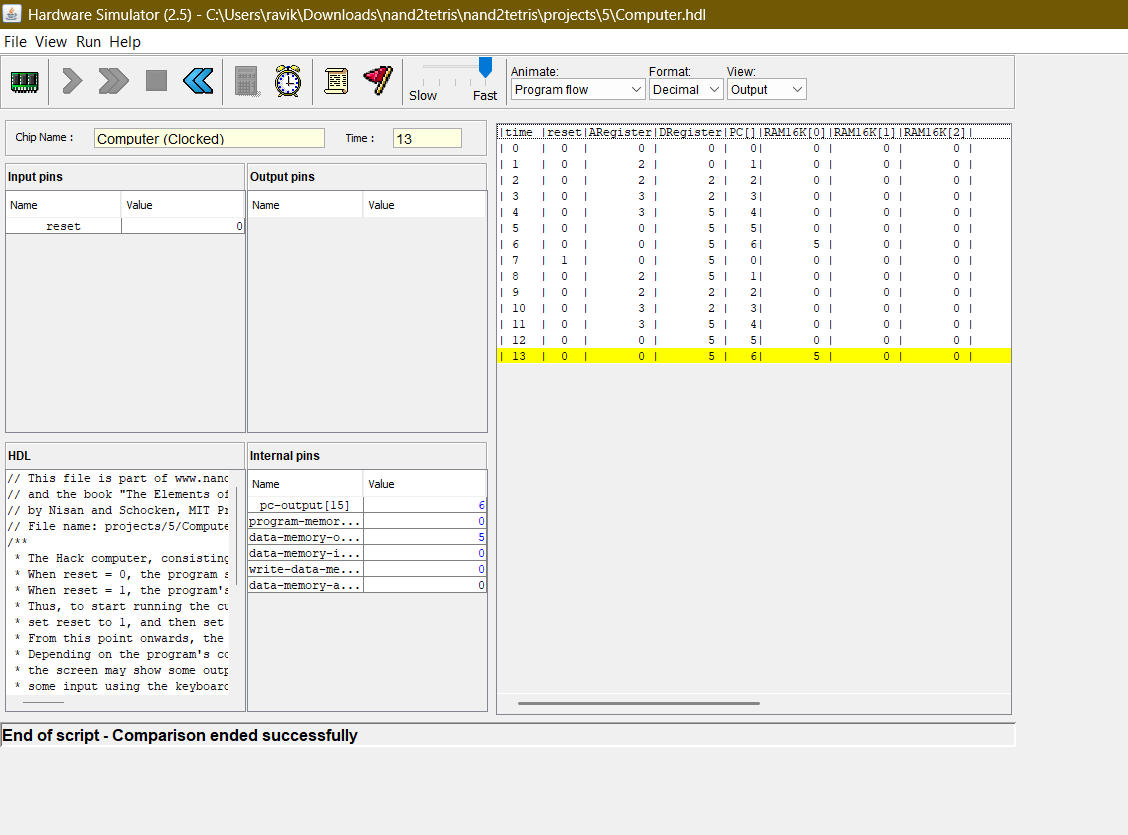 Hardware Simulator (2.5) - C:\Users\ravik\Downloads\nand2tetris\nand2tetris\projects\5\Computer.hdl
File View Run Help
Slow Fast
Animate: Format: View:
Program flow Decimal Output
Chip Name : Computer (Clocked) Time : 13
Input pins
Name Value
reset 0
Output pins
Name Value
HDL
// This file is part of www.nand
// and the book "The Elements of
// by Nisan and Schocken, MIT Pr
// File name: projects/5/Compute
/**
* The Hack computer, consisting
* When reset = 0, the program s
* When reset = 1, the program's
* Thus, to start running the cu
* set reset to 1, and then set
* From this point onwards, the
* Depending on the program's co
* the screen may show some outp
* some input using the keyboard
Internal pins
Name Value
pc-output[15] 6
program-memor... 0
data-memory-o... 5
data-memory-i... 0
write-data-me... 0
data-memory-a... 0
|time |reset|ARegister|DRegister|PC[]|RAM16K[0]|RAM16K[1]|RAM16K[2]|
| 0 | 0 | 0 | 0 | 0| 0 | 0 | 0 |
| 1 | 0 | 2 | 0 | 1| 0 | 0 | 0 |
| 2 | 0 | 2 | 2 | 2| 0 | 0 | 0 |
| 3 | 0 | 3 | 2 | 3| 0 | 0 | 0 |
| 4 | 0 | 3 | 5 | 4| 0 | 0 | 0 |
| 5 | 0 | 0 | 5 | 5| 0 | 0 | 0 |
| 6 | 0 | 0 | 5 | 6| 5 | 0 | 0 |
| 7 | 1 | 0 | 5 | 0| 0 | 0 | 0 |
| 8 | 0 | 2 | 5 | 1| 0 | 0 | 0 |
| 9 | 0 | 2 | 2 | 2| 0 | 0 | 0 |
| 10 | 0 | 3 | 2 | 3| 0 | 0 | 0 |
| 11 | 0 | 3 | 5 | 4| 0 | 0 | 0 |
| 12 | 0 | 0 | 5 | 5| 0 | 0 | 0 |
| 13 | 0 | 0 | 5 | 6| 5 | 0 | 0 |
End of script - Comparison ended successfully